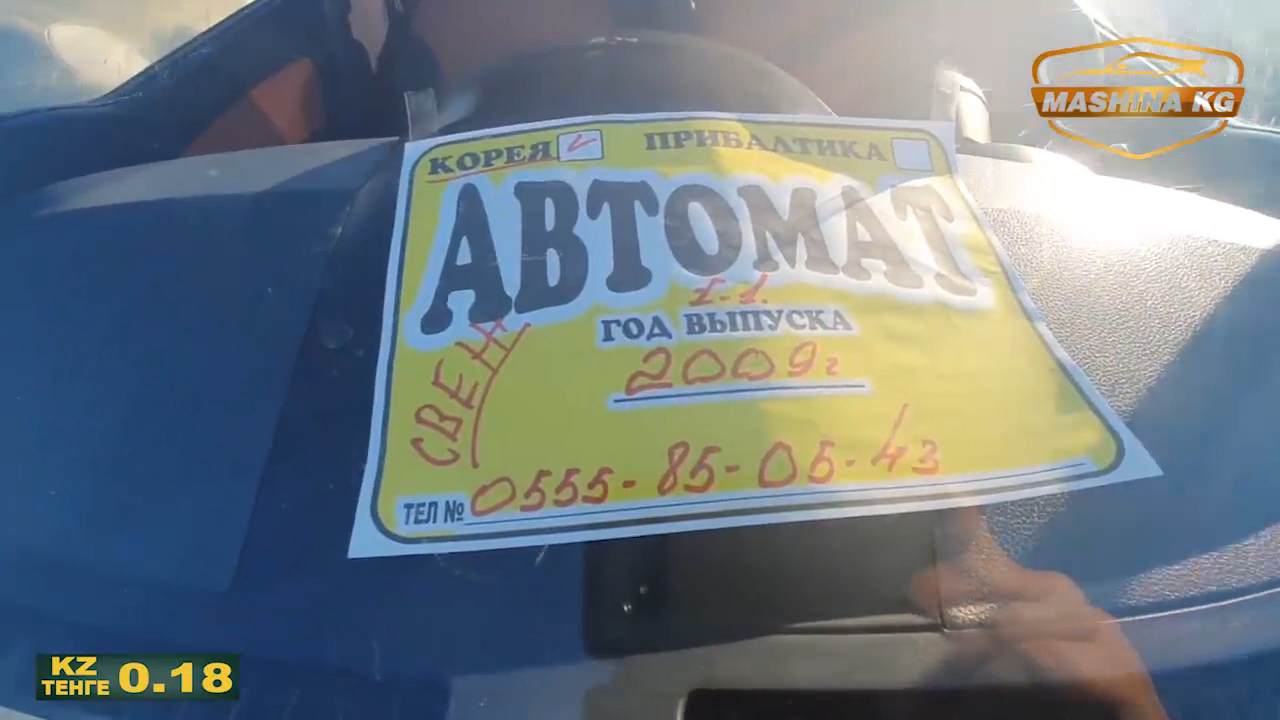 MASHINA KG
КОРЕЯ ПРИБАЛТИКА
АВТОМАТ
I-1.
ГОД ВЫПУСКА
2009г
СВЕЖ
ТЕЛ № 0555-85-05-43
KZ
ТЕНГЕ 0.18